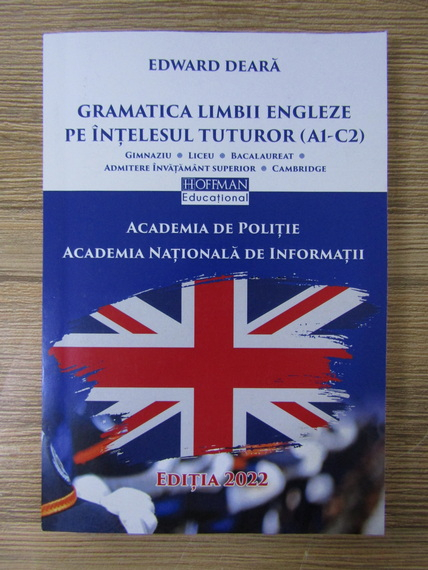 EDWARD DEARĂ
GRAMATICA LIMBII ENGLEZE
PE ÎNȚELESUL TUTUROR (A1-C2)
GIMNAZIU • LICEU • BACALAUREAT •
ADMITERE ÎNVĂȚĂMÂNT SUPERIOR • CAMBRIDGE
HOFFMAN
Educațional
ACADEMIA DE POLIȚIE
ACADEMIA NAȚIONALĂ DE INFORMAȚII
EDIȚIA 2022